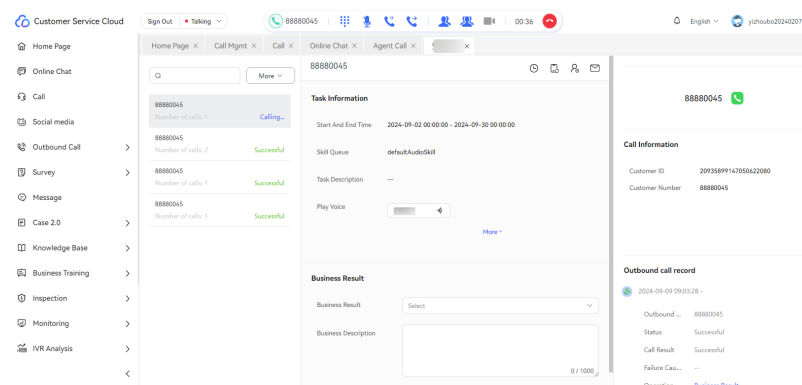 Customer Service Cloud
Sign Out
Talking
88880045
00:36
English
yizhoubo20240207
Home Page
Online Chat
Call
Social media
Outbound Call
Survey
Message
Case 2.0
Knowledge Base
Business Training
Inspection
Monitoring
IVR Analysis
Home Page
Call Mgmt
Call
Online Chat
Agent Call
More
88880045
Number of calls: 1
Calling...
88880045
Number of calls: 2
Successful
88880045
Number of calls: 1
Successful
88880045
Number of calls: 1
Successful
88880045
Task Information
Start And End Time
2024-09-02 00:00:00 - 2024-09-30 00:00:00
Skill Queue
defaultAudioSkill
Task Description
--
Play Voice
More
Business Result
Business Result
Select
Business Description
0 / 1000
88880045
Call Information
Customer ID
20935899147050622080
Customer Number
88880045
Outbound call record
2024-09-09 09:03:28 -
Outbound ...
88880045
Status
Successful
Call Result
Successful
Failure Cau...
--
Operation
Business Result